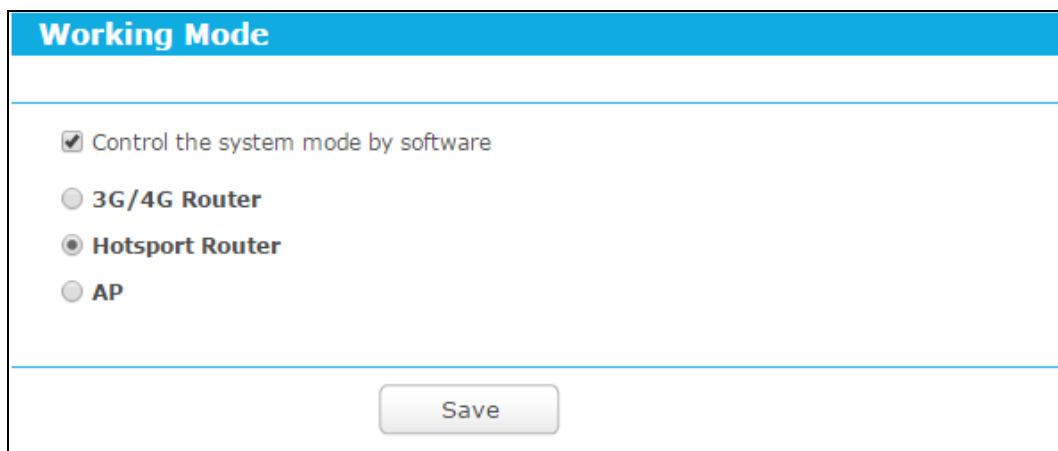 Working Mode
Control the system mode by software
3G/4G Router
Hotsport Router
AP
Save